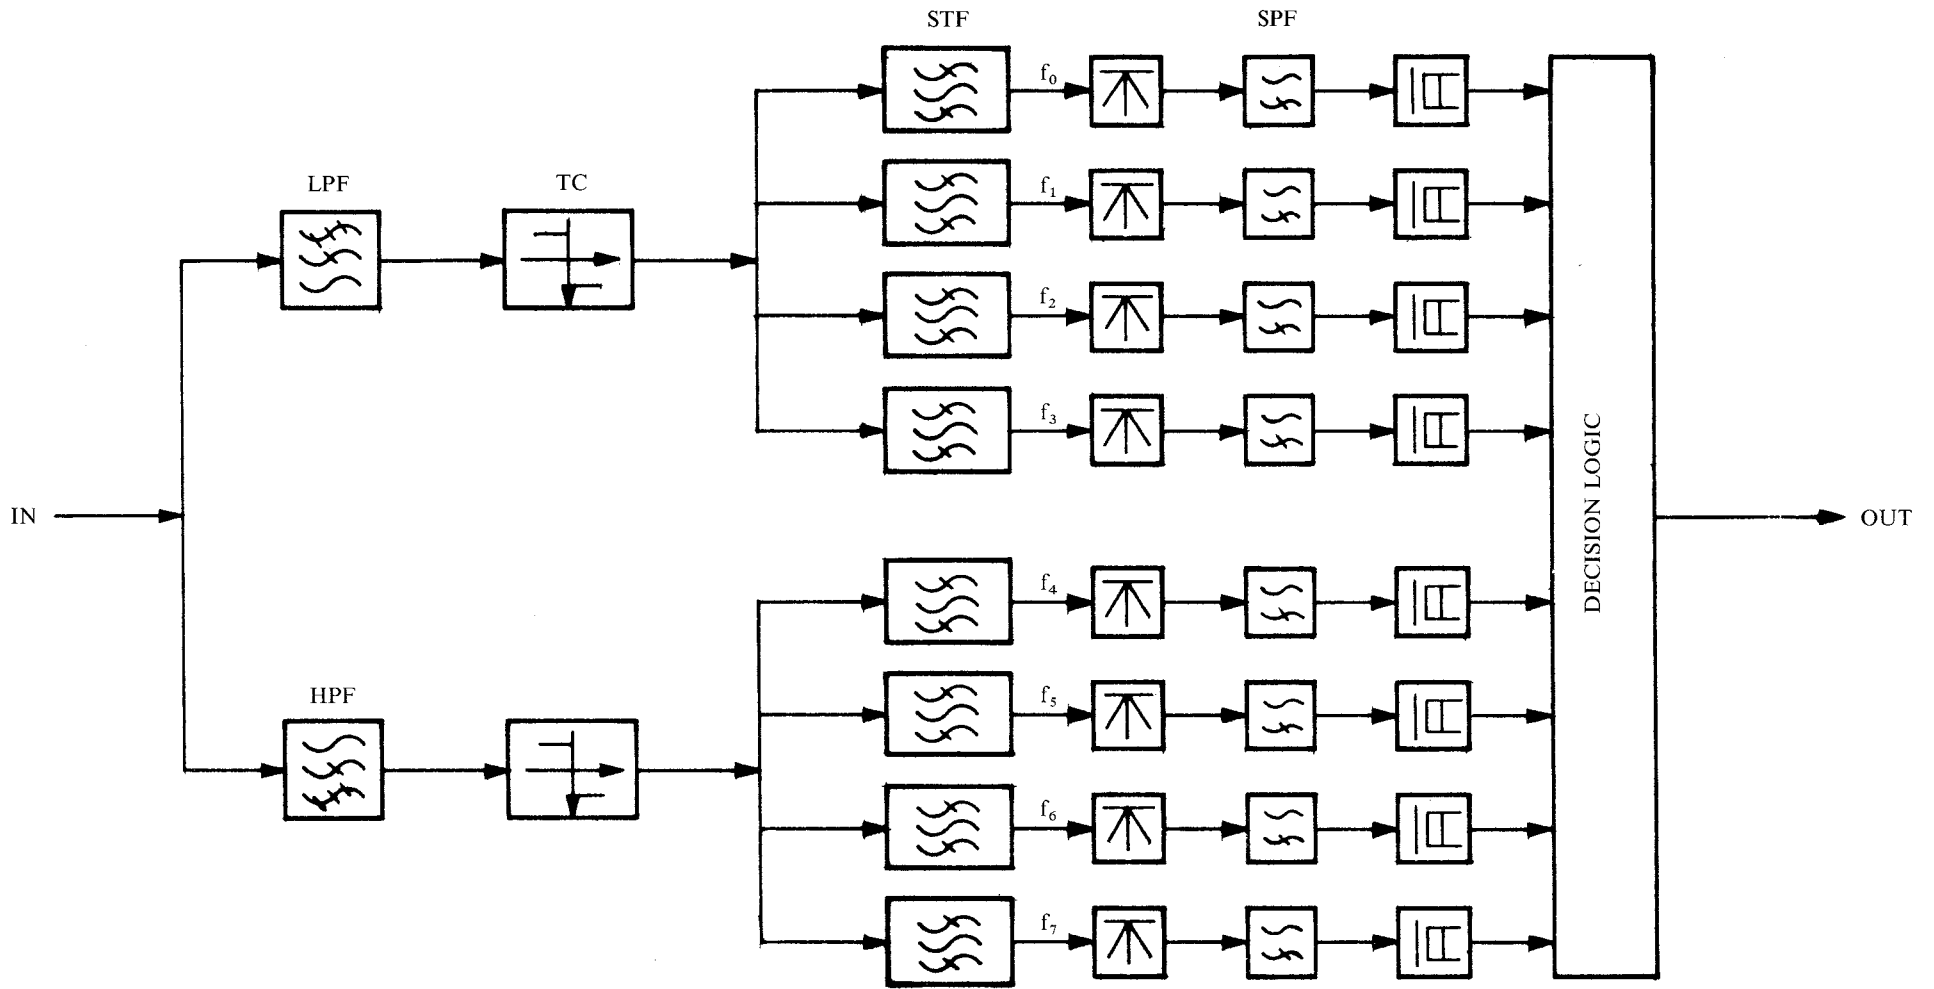 STF SPF
f₀
LPF TC
f₁
f₂
f₃
IN
DECISION LOGIC
OUT
f₄
HPF
f₅
f₆
f₇